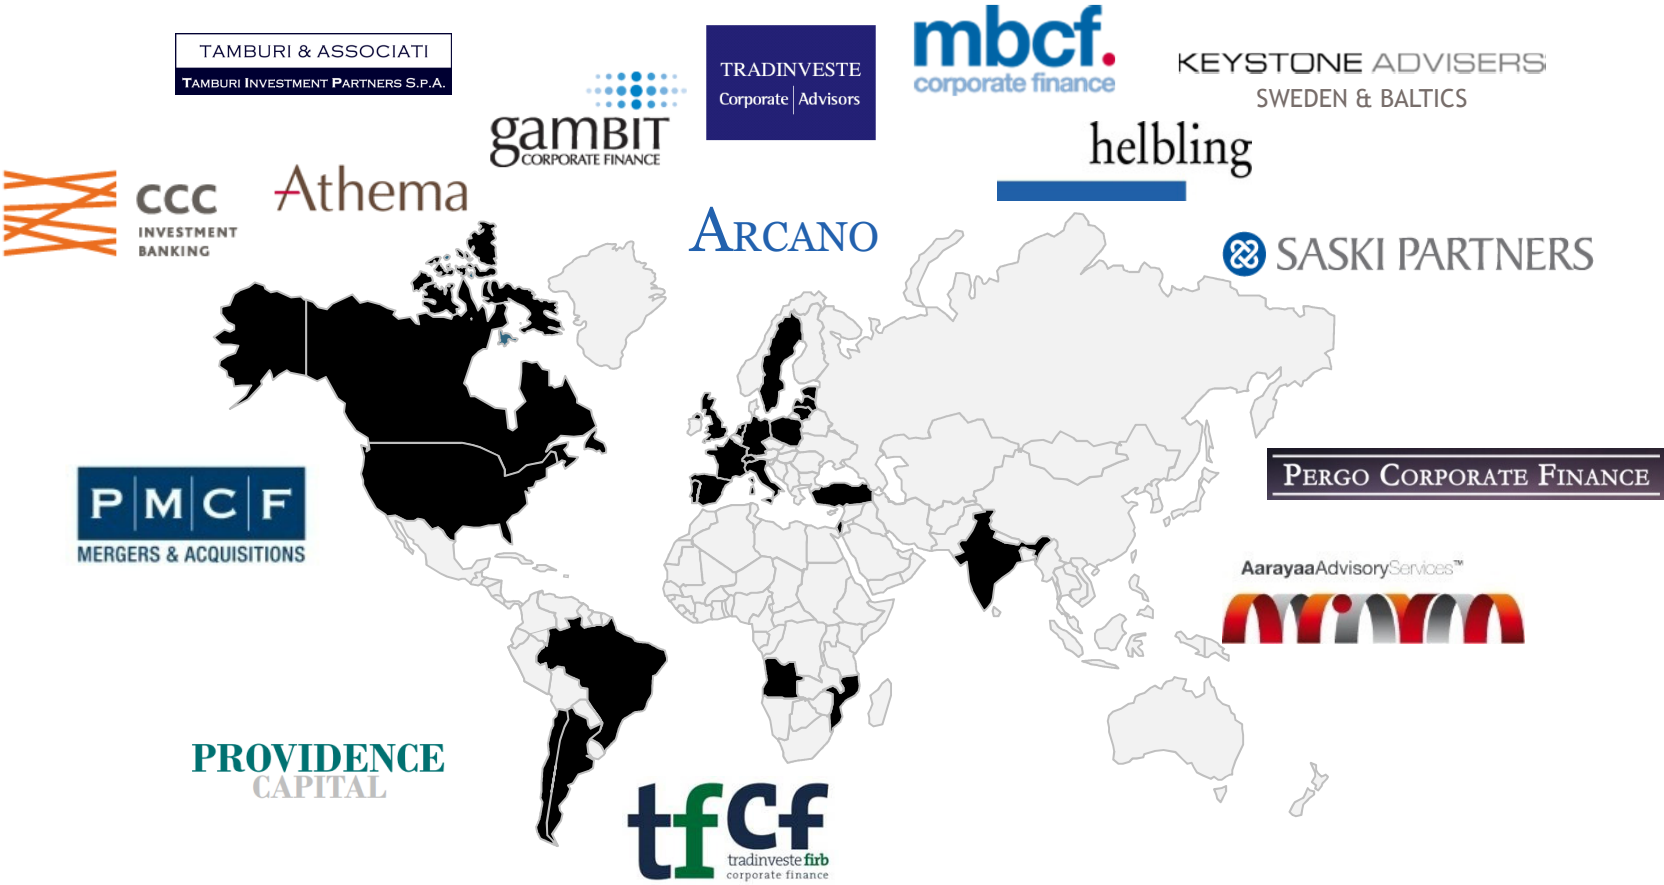 TAMBURI & ASSOCIATI
TAMBURI INVESTMENT PARTNERS S.P.A.
gamBIT
CORPORATE FINANCE
TRADINVESTE
Corporate | Advisors
mbcf.
corporate finance
KEYSTONE ADVISERS
SWEDEN & BALTICS
helbling
CCC
INVESTMENT
BANKING
Athema
ARCANO
SASKI PARTNERS
P|M|C|F
MERGERS & ACQUISITIONS
PERGO CORPORATE FINANCE
AarayaaAdvisoryServices™
PROVIDENCE
CAPITAL
tfcf
tradinveste firb
corporate finance